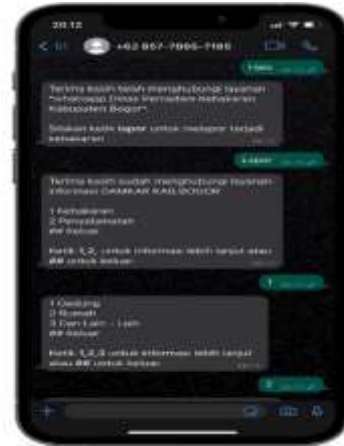 20.12
+62 857-7095-7185
Terima kasih telah menghubungi layanan
Whatsapp Dinas Pemadam Kebakaran
Kabupaten Bogor
Silakan ketik lapor untuk melapor terjadi
kebakaran
Lapor
Terima kasih sudah menghubungi layanan
informasi DAMKAR KAB.BOGOR
1 Kebakaran
2 Penyelamatan
## Keluar
Ketik 1,2, untuk informasi lebih lanjut atau
## untuk keluar
1
1 Gedung
2 Rumah
3 Dan Lain - Lain
## Keluar
Ketik 1,2,3 untuk informasi lebih lanjut
atau ## untuk keluar
2